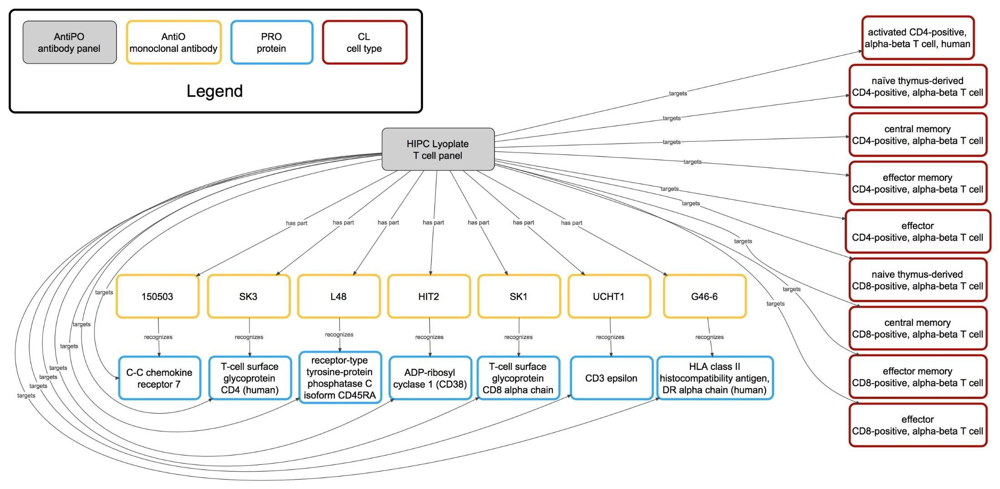 AntiPO
antibody panel
AntiO
monoclonal antibody
PRO
protein
CL
cell type
Legend
HIPC Lyoplate
T cell panel
activated CD4-positive,
alpha-beta T cell, human
naïve thymus-derived
CD4-positive, alpha-beta T cell
central memory
CD4-positive, alpha-beta T cell
effector memory
CD4-positive, alpha-beta T cell
effector
CD4-positive, alpha-beta T cell
naive thymus-derived
CD8-positive, alpha-beta T cell
central memory
CD8-positive, alpha-beta T cell
effector memory
CD8-positive, alpha-beta T cell
effector
CD8-positive, alpha-beta T cell
targets
targets
targets
targets
targets
targets
targets
targets
targets
has part
has part
has part
has part
has part
has part
has part
150503
SK3
L48
HIT2
SK1
UCHT1
G46-6
recognizes
recognizes
recognizes
recognizes
recognizes
recognizes
recognizes
targets
targets
targets
targets
targets
targets
targets
C-C chemokine
receptor 7
T-cell surface
glycoprotein
CD4 (human)
receptor-type
tyrosine-protein
phosphatase C
isoform CD45RA
ADP-ribosyl
cyclase 1 (CD38)
T-cell surface
glycoprotein
CD8 alpha chain
CD3 epsilon
HLA class II
histocompatibility antigen,
DR alpha chain (human)